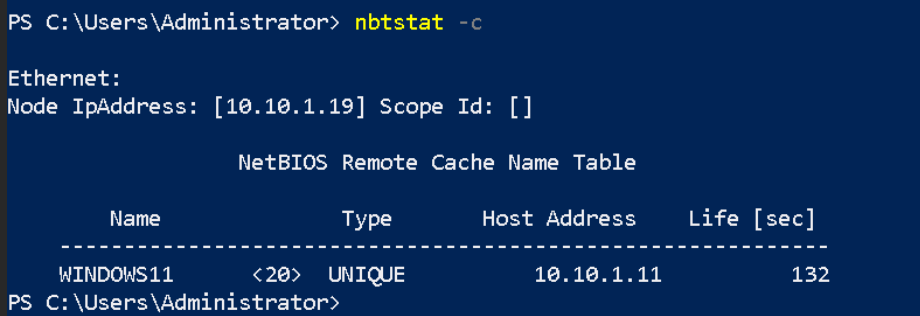 PS C:\Users\Administrator> nbtstat -c
Ethernet:
Node IpAddress: [10.10.1.19] Scope Id: []
NetBIOS Remote Cache Name Table
Name Type Host Address Life [sec]
------------------------------------------------------------
WINDOWS11 <20> UNIQUE 10.10.1.11 132
PS C:\Users\Administrator>